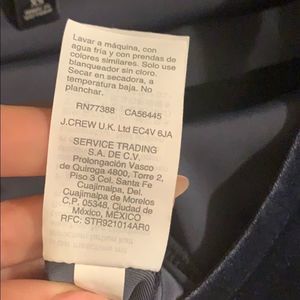 Lavar a máquina, con
agua fría y con prendas de
colores similares. Solo use
blanqueador sin cloro.
Secar en secadora, a
temperatura baja. No
planchar.
RN77388 CA56445
J.CREW U.K. Ltd EC4V 6JA
SERVICE TRADING
S.A. DE C.V.
Prolongación Vasco
de Quiroga 4800, Torre 2,
Piso 3 Col. Santa Fe
Cuajimalpa, Del.
Cuajimalpa de Morelos
C.P. 05348, Ciudad de
México, MÉXICO
RFC: STR921014AR0